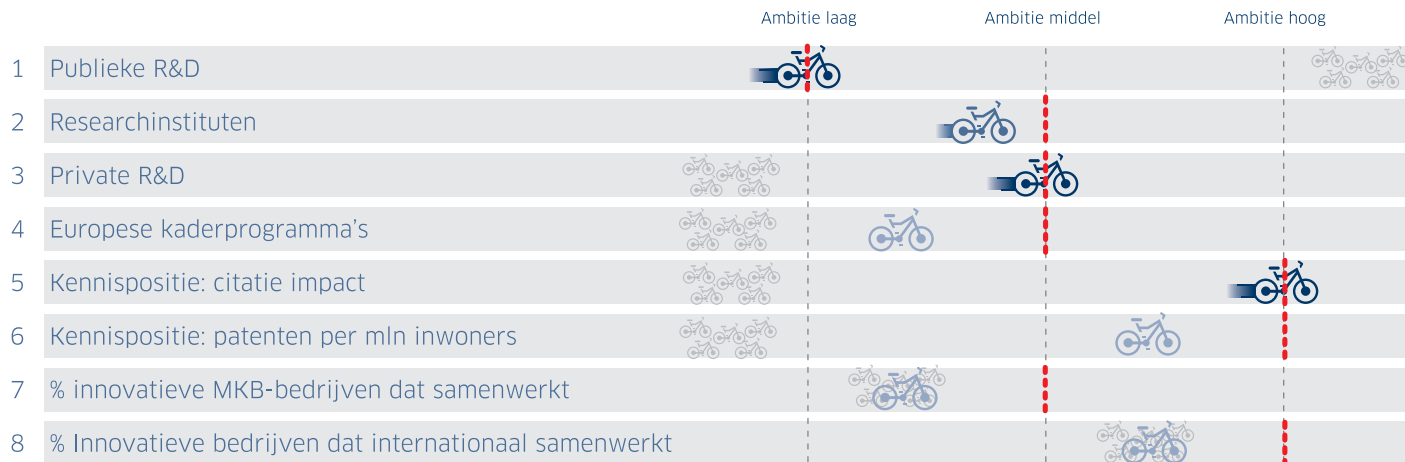 Ambitie laag Ambitie middel Ambitie hoog
1 Publieke R&D
2 Researchinstituten
3 Private R&D
4 Europese kaderprogramma's
5 Kennispositie: citatie impact
6 Kennispositie: patenten per mln inwoners
7 % innovatieve MKB-bedrijven dat samenwerkt
8 % Innovatieve bedrijven dat internationaal samenwerkt